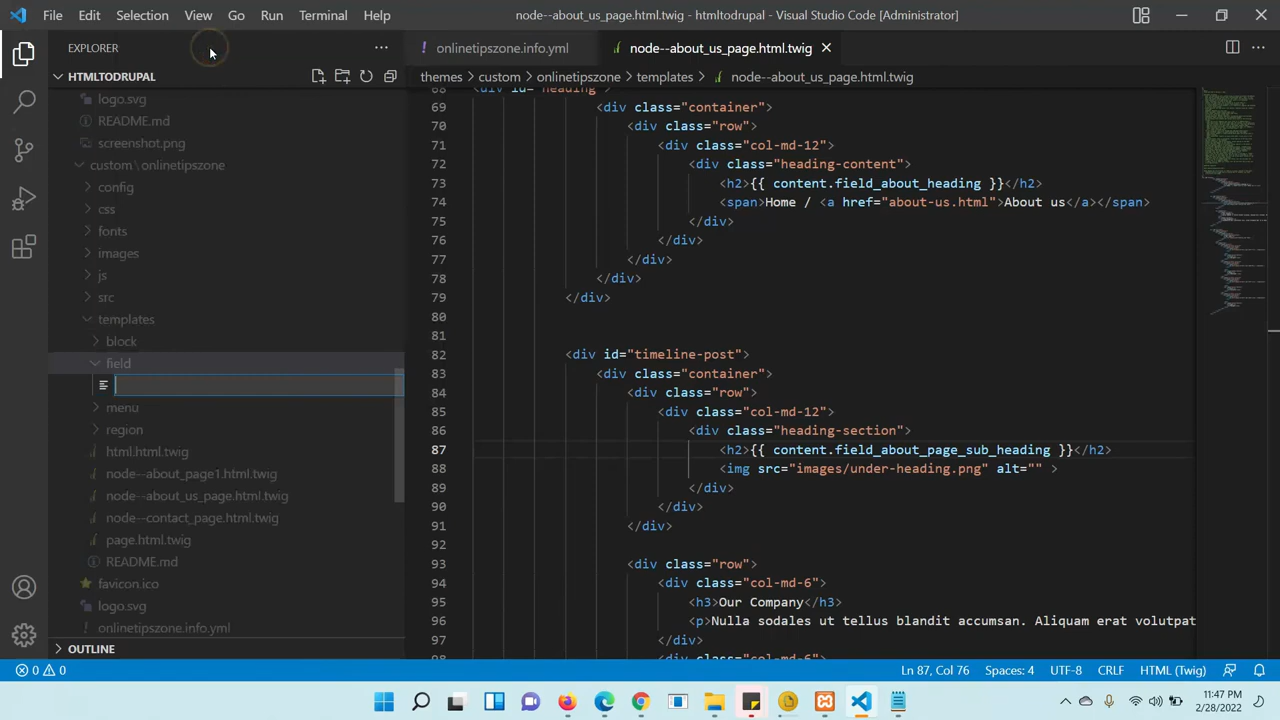 File Edit Selection View Go Run Terminal Help
node--about_us_page.html.twig - htmltodrupal - Visual Studio Code [Administrator]
EXPLORER
HTMLTODRUPAL
logo.svg
README.md
screenshot.png
custom \ onlinetipszone
config
css
fonts
images
js
src
templates
block
field
menu
region
html.html.twig
node--about_page1.html.twig
node--about_us_page.html.twig
node--contact_page.html.twig
page.html.twig
README.md
favicon.ico
logo.svg
onlinetipszone.info.yml
OUTLINE
! onlinetipszone.info.yml
node--about_us_page.html.twig
themes > custom > onlinetipszone > templates > node--about_us_page.html.twig
68 <div id="heading">
69 <div class="container">
70 <div class="row">
71 <div class="col-md-12">
72 <div class="heading-content">
73 <h2>{{ content.field_about_heading }}</h2>
74 <span>Home / <a href="about-us.html">About us</a></span>
75 </div>
76 </div>
77 </div>
78 </div>
79 </div>
80
81
82 <div id="timeline-post">
83 <div class="container">
84 <div class="row">
85 <div class="col-md-12">
86 <div class="heading-section">
87 <h2>{{ content.field_about_page_sub_heading }}</h2>
88 <img src="images/under-heading.png" alt="" >
89 </div>
90 </div>
91 </div>
92
93 <div class="row">
94 <div class="col-md-6">
95 <h3>Our Company</h3>
96 <p>Nulla sodales ut tellus blandit accumsan. Aliquam erat volutpat
97 </div>
98 <div class="col-md-6">
0 0 Ln 87, Col 76 Spaces: 4 UTF-8 CRLF HTML (Twig)
11:47 PM
2/28/2022